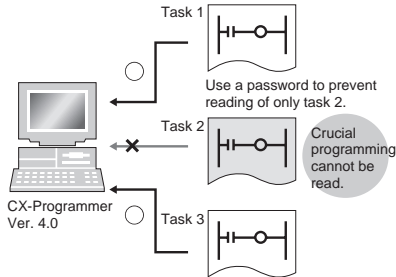 Task 1
Use a password to prevent
reading of only task 2.
Task 2
Crucial
programming
cannot be
read.
CX-Programmer
Ver. 4.0
Task 3